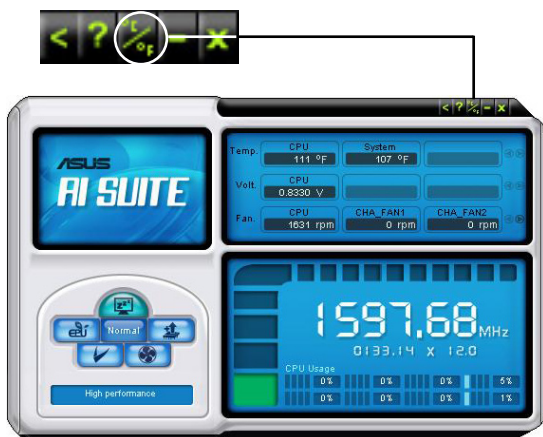 < ? °C/°F - x
< ? °C/°F - x
ASUS
AI SUITE
Temp. CPU System
111 °F 107 °F
Volt. CPU
0.8330 V
Fan. CPU CHA_FAN1 CHA_FAN2
1631 rpm 0 rpm 0 rpm
Normal
High performance
1597.68 MHz
0133.14 X 12.0
CPU Usage
0% 0% 0% 5%
0% 0% 0% 1%